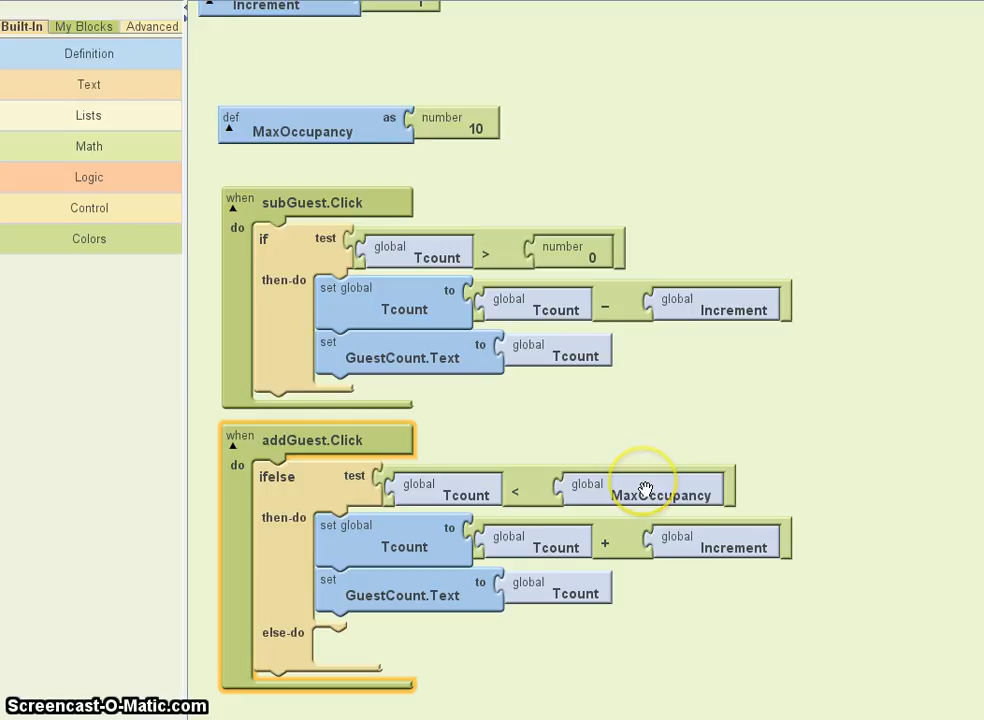 Increment
Built-In My Blocks Advanced
Definition
Text
Lists
Math
Logic
Control
Colors
def MaxOccupancy as number 10
when subGuest.Click
do if test global Tcount > number 0
then-do set global Tcount to global Tcount - global Increment
set GuestCount.Text to global Tcount
when addGuest.Click
do ifelse test global Tcount < global MaxOccupancy
then-do set global Tcount to global Tcount + global Increment
set GuestCount.Text to global Tcount
else-do
Screencast-O-Matic.com